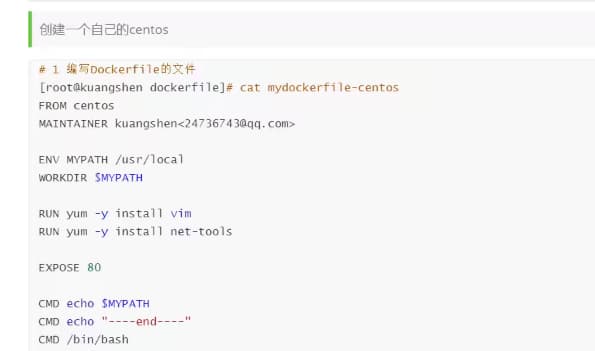 创建一个自己的centos
# 1 编写Dockerfile的文件
[root@kuangshen dockerfile]# cat mydockerfile-centos
FROM centos
MAINTAINER kuangshen<24736743@qq.com>
ENV MYPATH /usr/local
WORKDIR $MYPATH
RUN yum -y install vim
RUN yum -y install net-tools
EXPOSE 80
CMD echo $MYPATH
CMD echo "----end----"
CMD /bin/bash